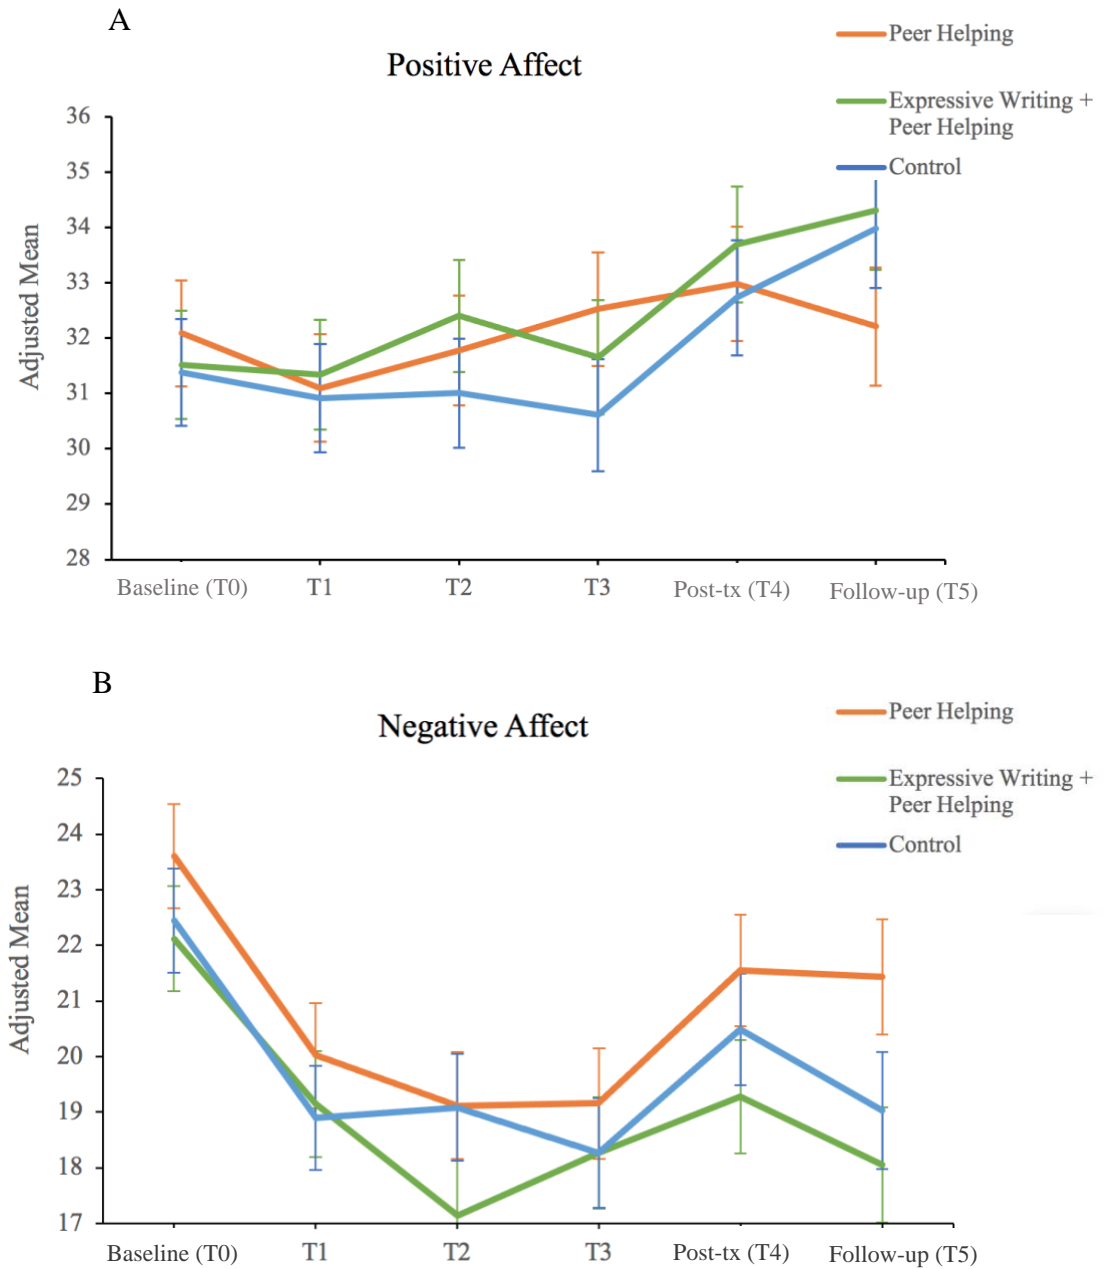 A
Positive Affect
Peer Helping
Expressive Writing +
Peer Helping
Control
36
35
34
33
32
31
30
29
28
Adjusted Mean
Baseline (T0) T1 T2 T3 Post-tx (T4) Follow-up (T5)
B
Negative Affect
Peer Helping
Expressive Writing +
Peer Helping
Control
25
24
23
22
21
20
19
18
17
Adjusted Mean
Baseline (T0) T1 T2 T3 Post-tx (T4) Follow-up (T5)